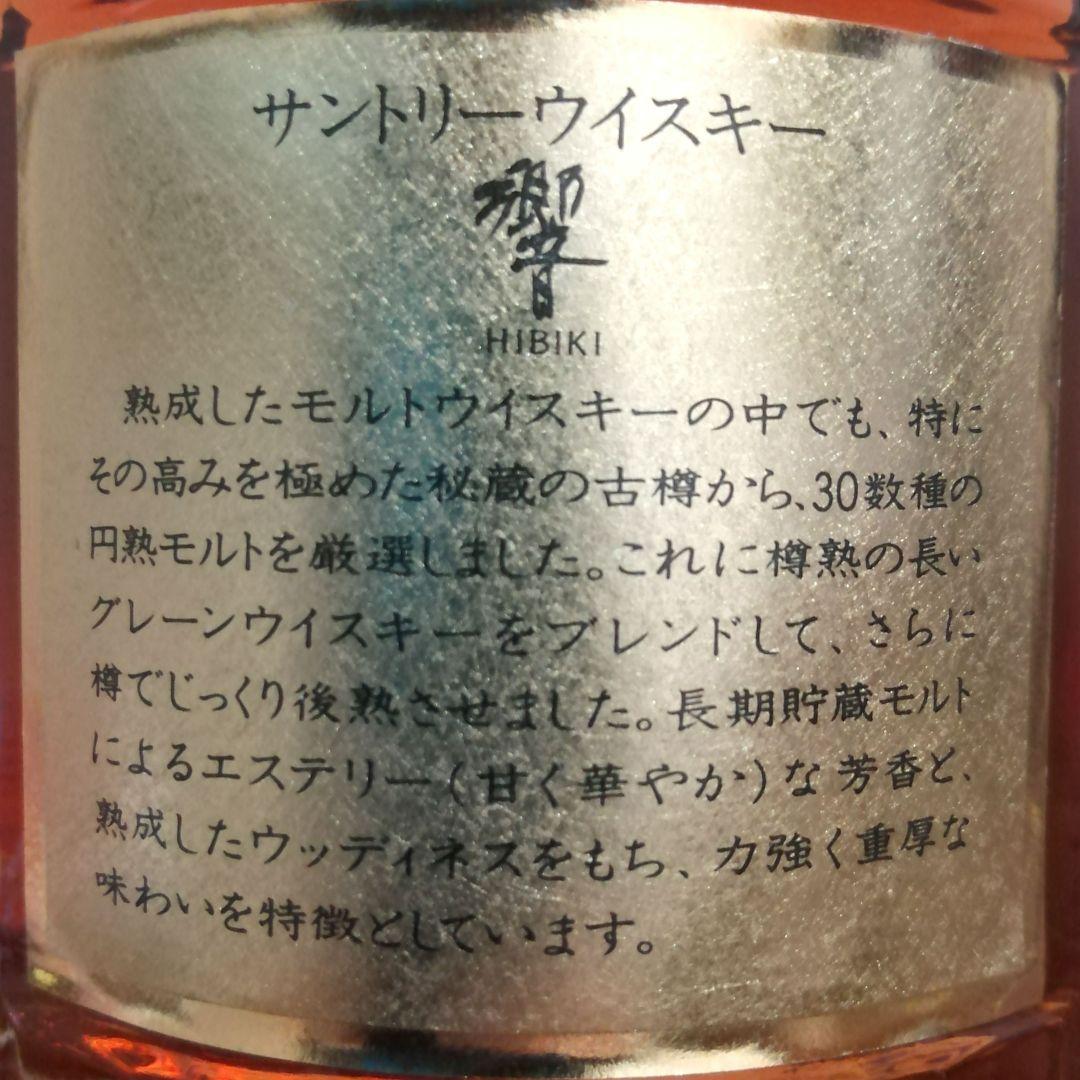 サントリーウイスキー
響
HIBIKI
熟成したモルトウイスキーの中でも、特に
その高みを極めた秘蔵の古樽から、30数種の
円熟モルトを厳選しました。これに樽熟の長い
グレーンウイスキーをブレンドして、さらに
樽でじっくり後熟させました。長期貯蔵モルト
によるエステリー(甘く華やか)な芳香と、
熟成したウッディネスをもち、力強く重厚な
味わいを特徴としています。